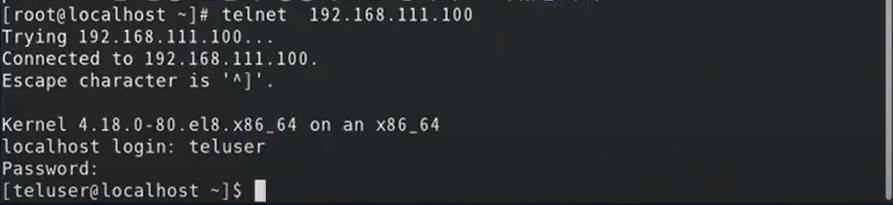 [root@localhost ~]# telnet  192.168.111.100
Trying 192.168.111.100...
Connected to 192.168.111.100.
Escape character is '^]'.
Kernel 4.18.0-80.el8.x86_64 on an x86_64
localhost login: teluser
Password:
[teluser@localhost ~]$